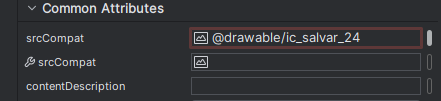 Common Attributes
srcCompat @drawable/ic_salvar_24
srcCompat
contentDescription